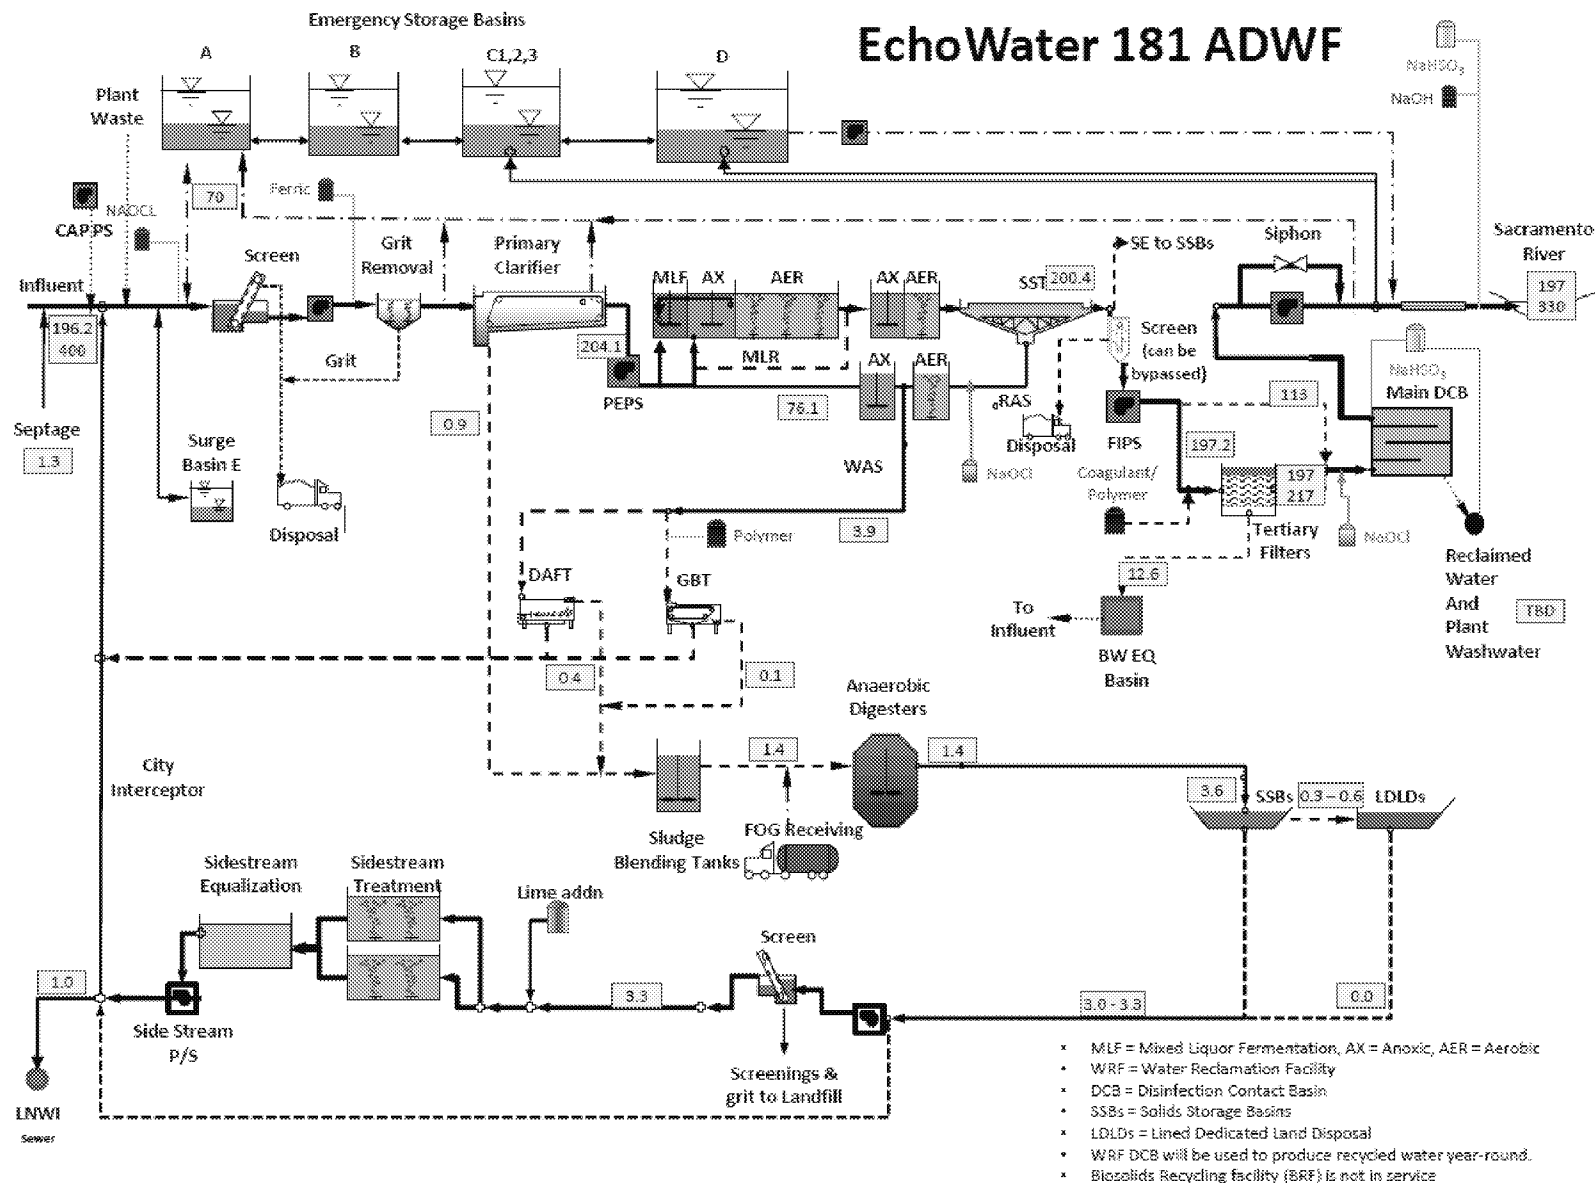 Emergency Storage Basins
EchoWater 181 ADWF
A
B
C1,2,3
D
NaHSO3
NaOH
Plant
Waste
70
Ferric
NAOCL
CAP PS
Influent
Screen
Grit
Removal
Primary
Clarifier
MLF
AX
AER
AX
AER
SST
200.4
SE to SSBs
Siphon
Sacramento
River
197
330
196.2
400
204.1
MLR
Screen
(can be
bypassed)
NaHSO3
Main DCB
Grit
PEPS
AX
AER
76.1
RAS
113
Septage
1.3
0.9
Surge
Basin E
Disposal
WAS
NaOCl
Disposal
FIPS
197.2
Coagulant/
Polymer
197
217
Tertiary
Filters
NaOCl
Polymer
3.9
DAFT
GBT
12.6
To
Influent
BW EQ
Basin
Reclaimed
Water
And
Plant
Washwater
TBD
0.4
0.1
Anaerobic
Digesters
City
Interceptor
1.4
1.4
3.6
SSBs
0.3 – 0.6
LDLDs
Sludge
Blending Tanks
FOG Receiving
Sidestream
Equalization
Sidestream
Treatment
Lime addn
Screen
1.0
3.3
3.0 - 3.3
0.0
Side Stream
P/S
Screenings &
grit to Landfill
LNWI
Sewer
• MLF = Mixed Liquor Fermentation, AX = Anoxic, AER = Aerobic
• WRF = Water Reclamation Facility
• DCB = Disinfection Contact Basin
• SSBs = Solids Storage Basins
• LDLDs = Lined Dedicated Land Disposal
• WRF DCB will be used to produce recycled water year-round.
• Biosolids Recycling facility (BRF) is not in service